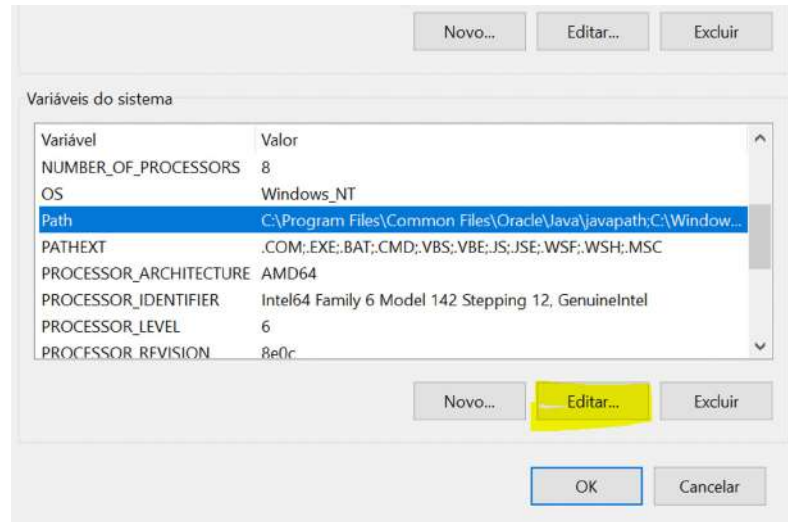 Novo... Editar... Excluir
Variáveis do sistema
Variável Valor
NUMBER_OF_PROCESSORS 8
OS Windows_NT
Path C:\Program Files\Common Files\Oracle\Java\javapath;C:\Window...
PATHEXT .COM;.EXE;.BAT;.CMD;.VBS;.VBE;.JS;.JSE;.WSF;.WSH;.MSC
PROCESSOR_ARCHITECTURE AMD64
PROCESSOR_IDENTIFIER Intel64 Family 6 Model 142 Stepping 12, GenuineIntel
PROCESSOR_LEVEL 6
PROCESSOR_REVISION 8e0c
Novo... Editar... Excluir
OK Cancelar